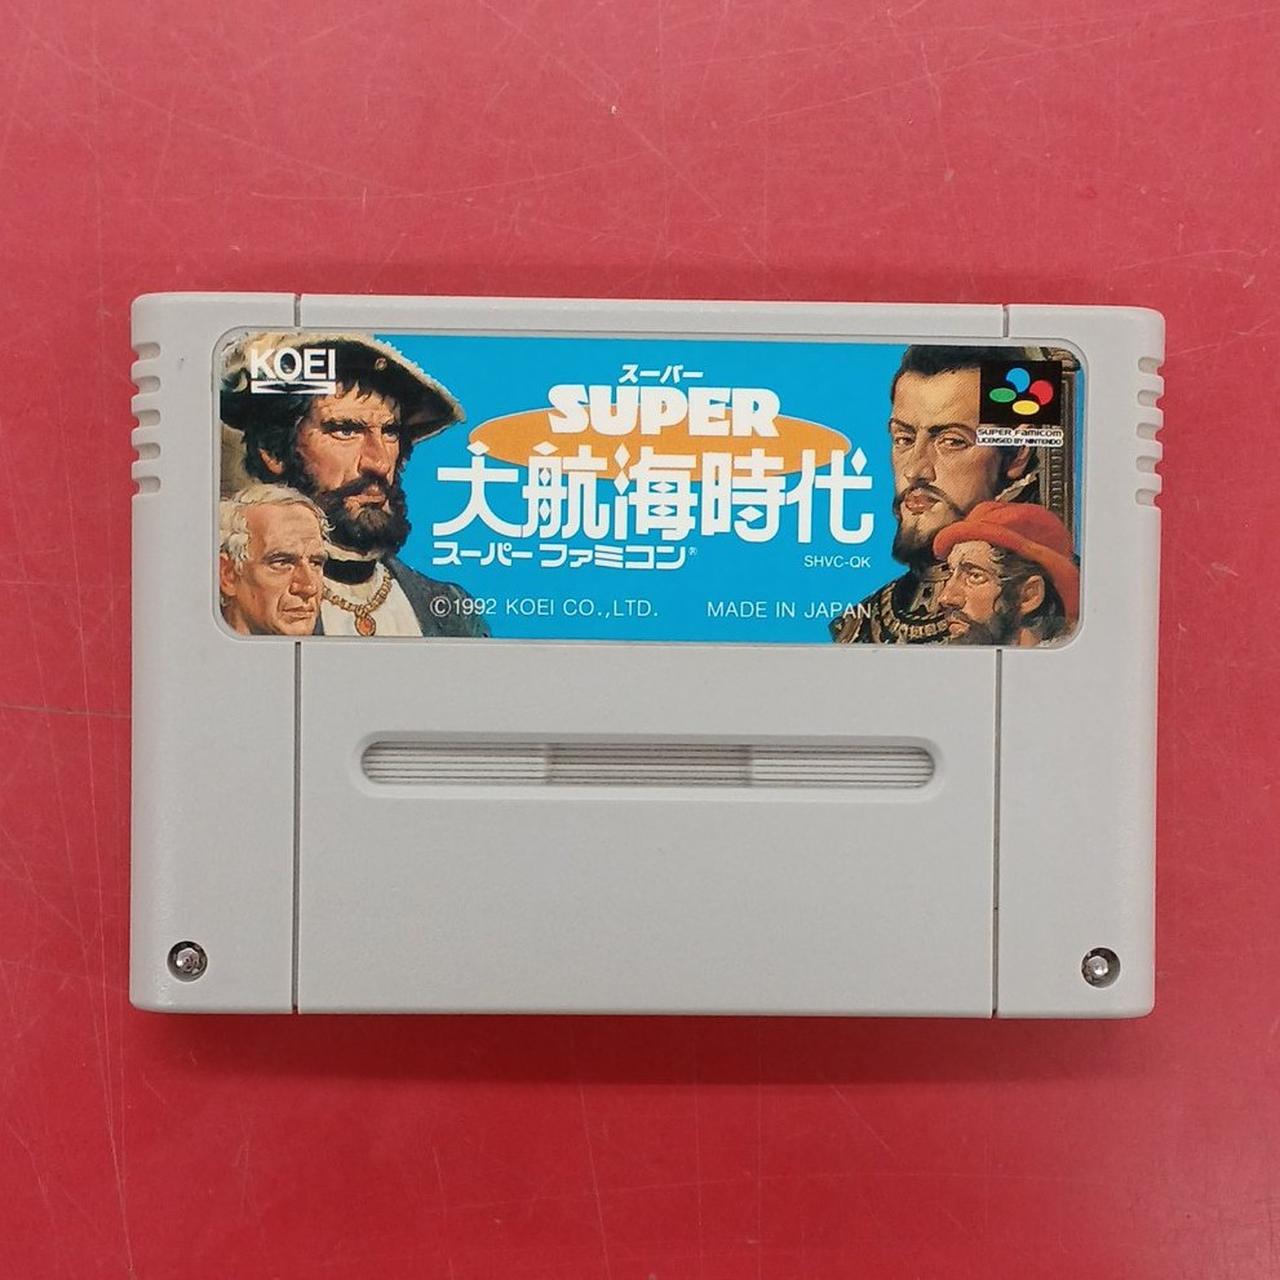 KOEI
スーパー
SUPER
大航海時代
スーパーファミコン®
SHVC-QK
©1992 KOEI CO.,LTD.
MADE IN JAPAN
SUPER FAMICOM
LICENSED BY NINTENDO